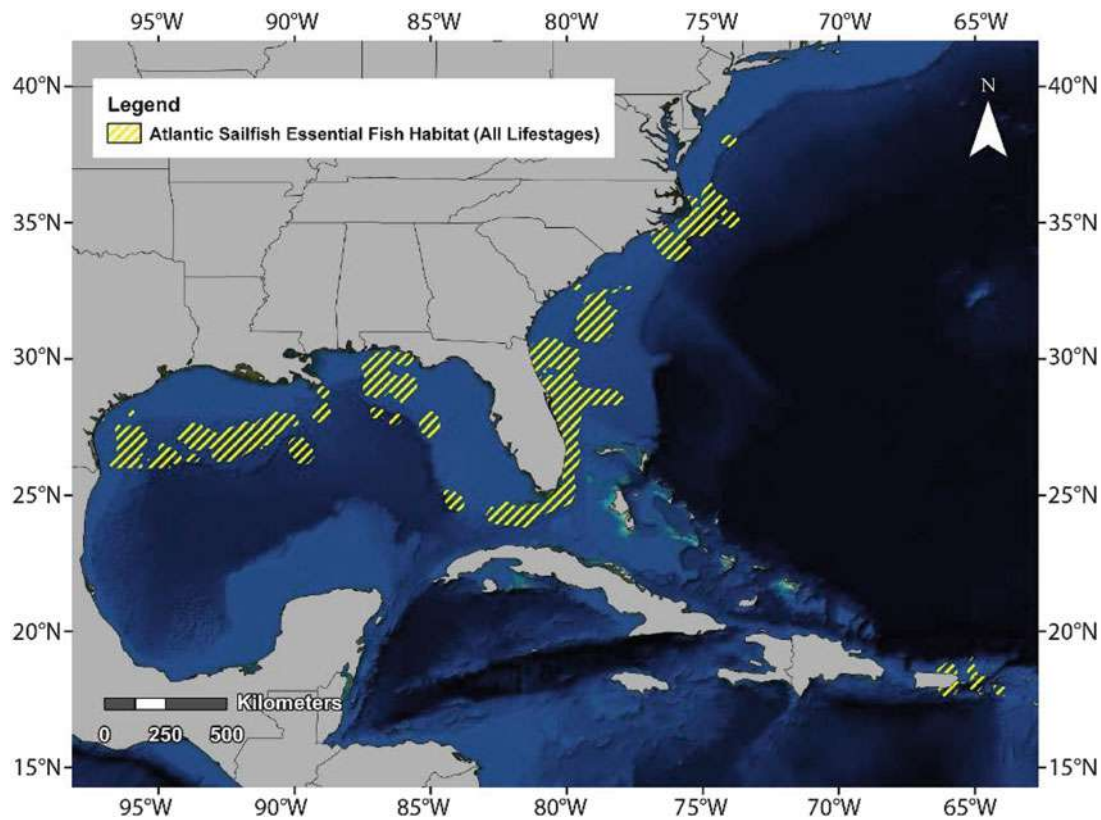 95°W 90°W 85°W 80°W 75°W 70°W 65°W
Legend
Atlantic Sailfish Essential Fish Habitat (All Lifestages)
N
40°N 40°N
35°N 35°N
30°N 30°N
25°N 25°N
20°N 20°N
Kilometers
0 250 500
15°N 15°N
95°W 90°W 85°W 80°W 75°W 70°W 65°W